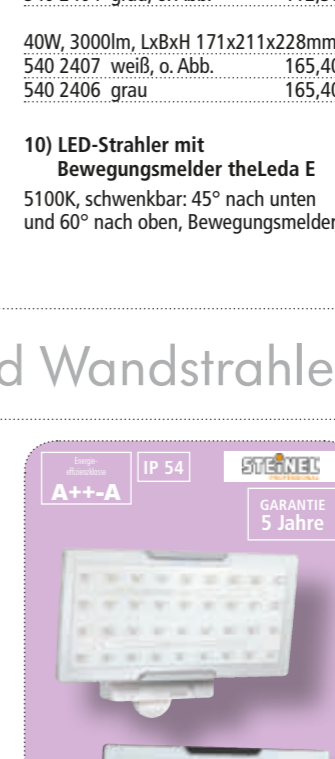 40W, 3000lm, LxBxH 171x211x228mm
540 2407 weiß, o. Abb. 165,40
540 2406 grau 165,40
10) LED-Strahler mit
Bewegungsmelder theLeda E
5100K, schwenkbar: 45° nach unten
und 60° nach oben, Bewegungsmelder
d Wandstrahle
Energie-
effizienzklasse
A++-A
IP 54
STEINEL
PROFESSIONAL
GARANTIE
5 Jahre